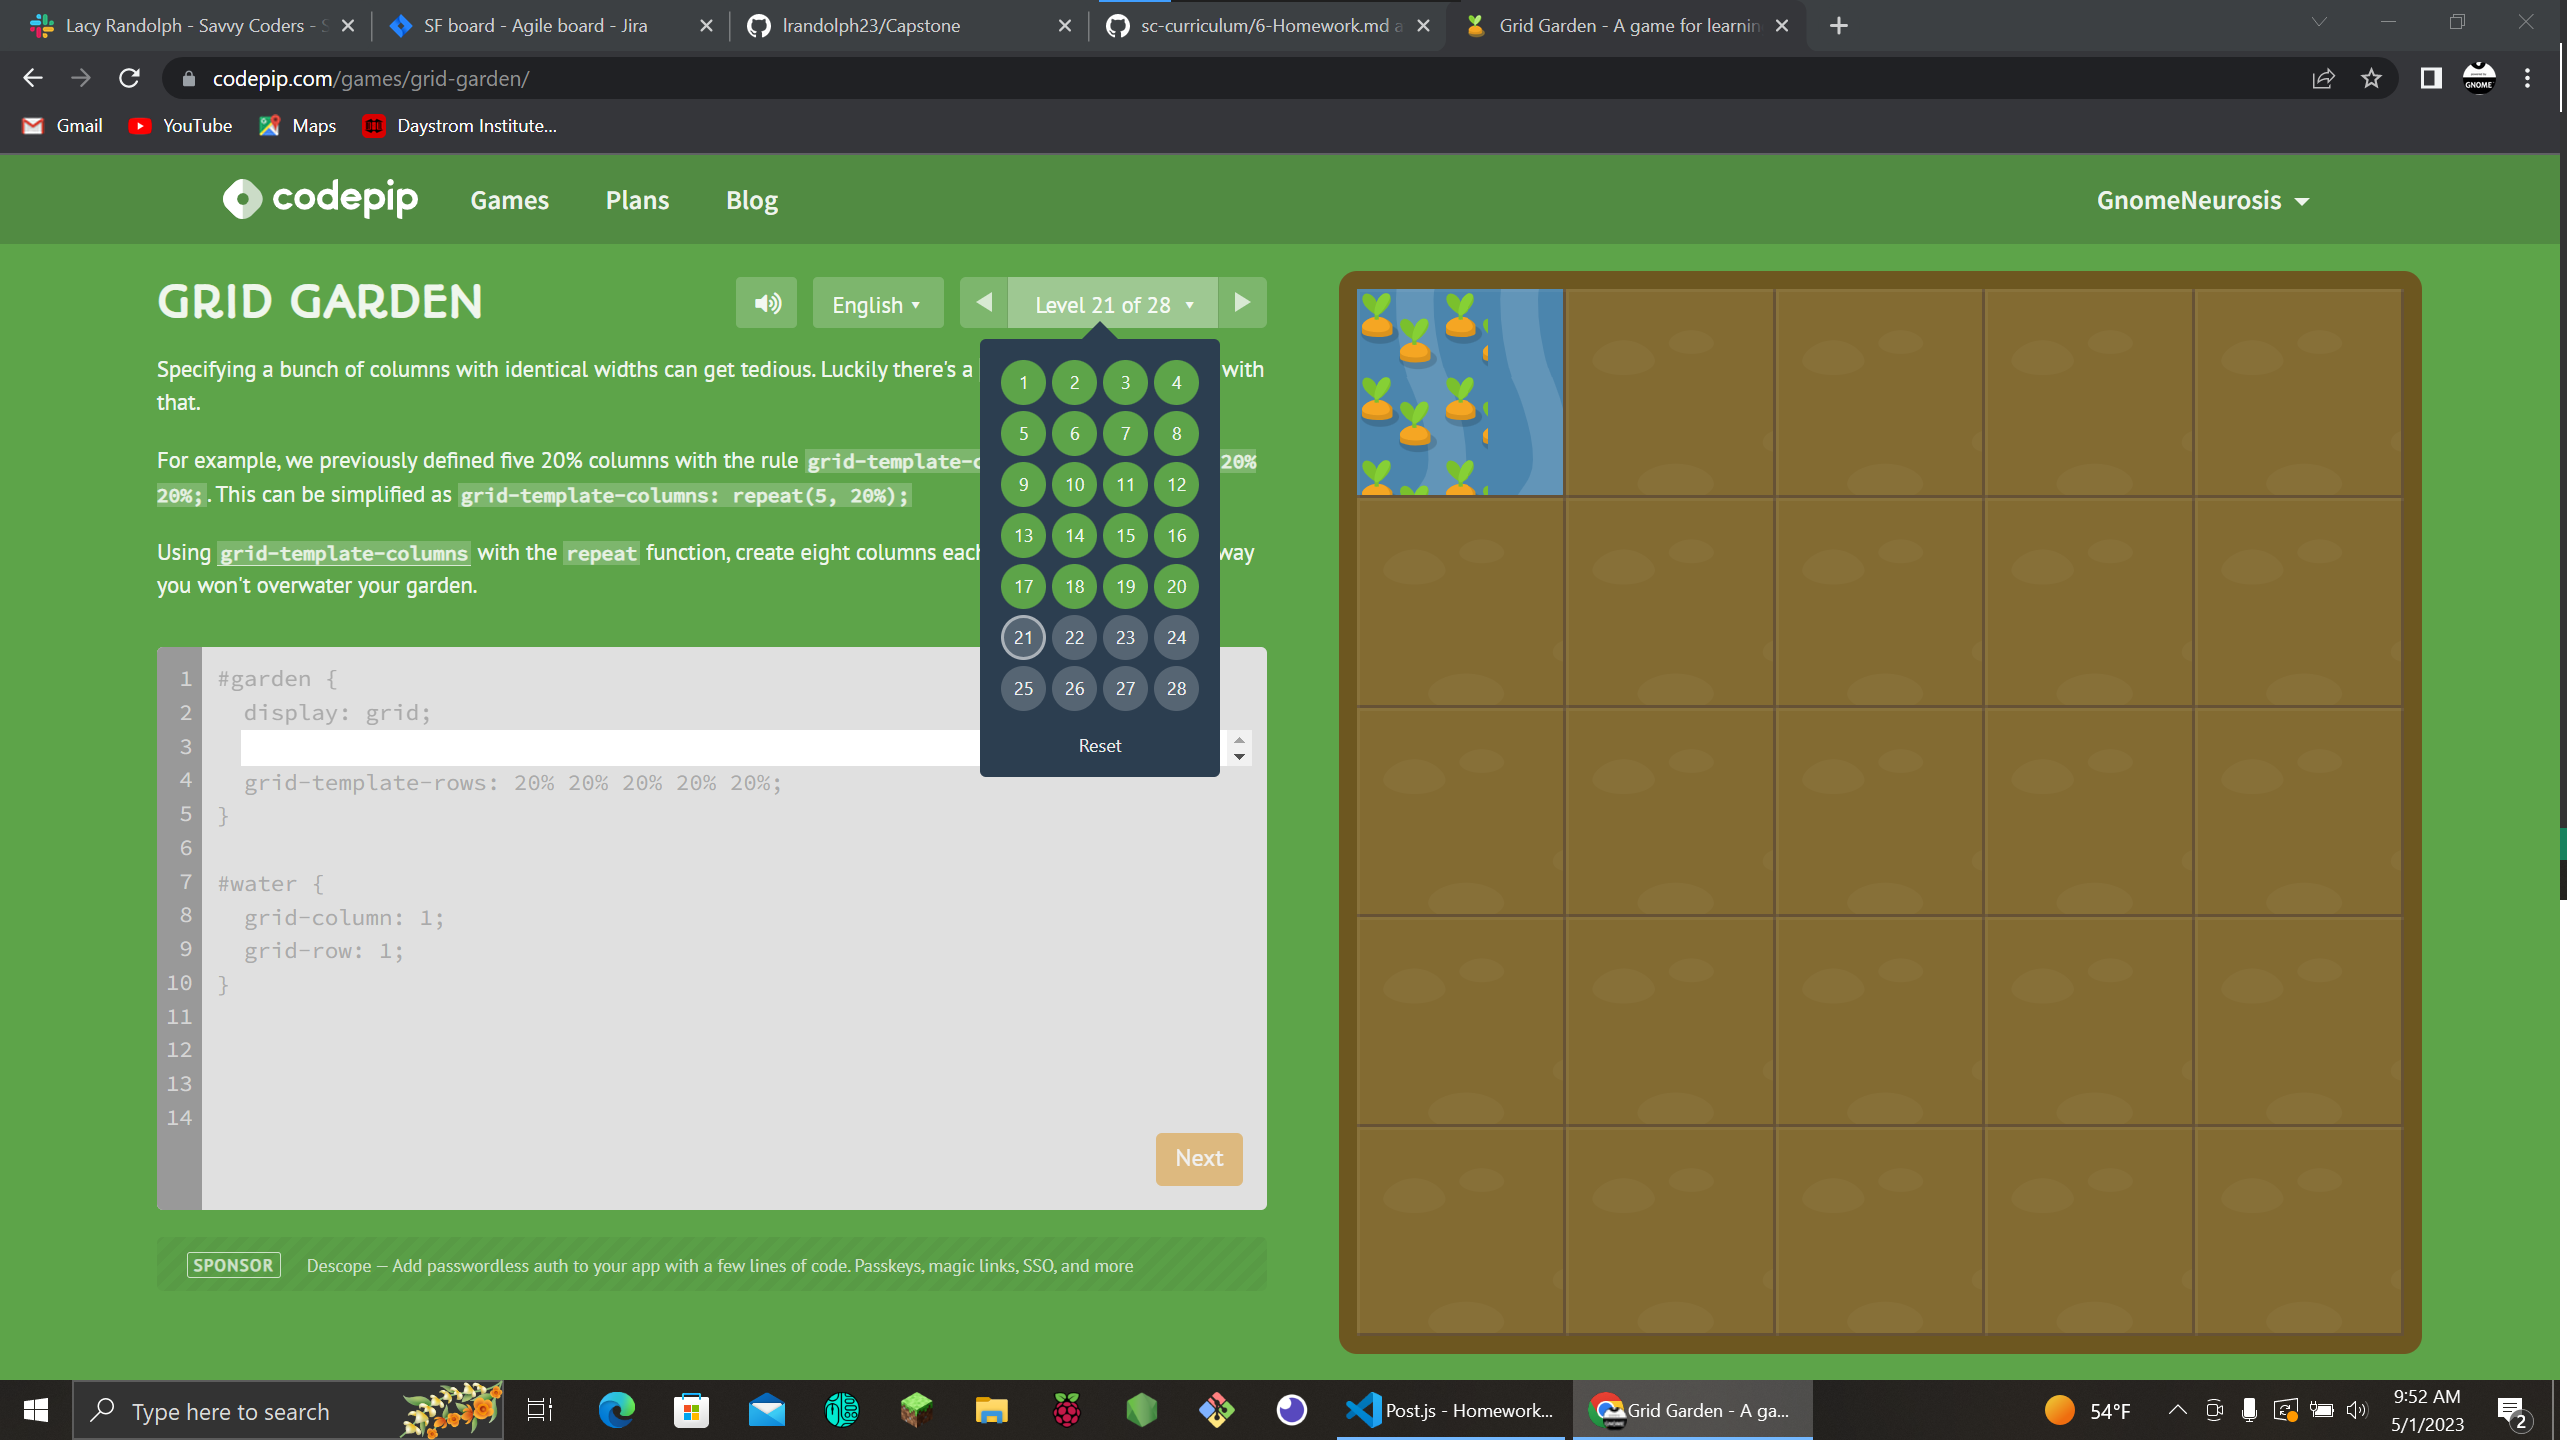 Lacy Randolph - Savvy Coders - S
SF board - Agile board - Jira
lrandolph23/Capstone
sc-curriculum/6-Homework.md a
Grid Garden - A game for learnin
codepip.com/games/grid-garden/
GNOME
Gmail
YouTube
Maps
Daystrom Institute...
codepip
Games
Plans
Blog
GnomeNeurosis
GRID GARDEN
English
Level 21 of 28
Specifying a bunch of columns with identical widths can get tedious. Luckily there's a with
that.
For example, we previously defined five 20% columns with the rule grid-template-c 20%
20%;. This can be simplified as grid-template-columns: repeat(5, 20%);
Using grid-template-columns with the repeat function, create eight columns each way
you won't overwater your garden.
1 2 3 4
5 6 7 8
9 10 11 12
13 14 15 16
17 18 19 20
21 22 23 24
25 26 27 28
Reset
1 #garden {
2 display: grid;
3
4 grid-template-rows: 20% 20% 20% 20% 20%;
5 }
6
7 #water {
8 grid-column: 1;
9 grid-row: 1;
10 }
11
12
13
14
Next
SPONSOR Descope — Add passwordless auth to your app with a few lines of code. Passkeys, magic links, SSO, and more
Type here to search
Post.js - Homework...
Grid Garden - A ga...
54°F
9:52 AM
5/1/2023
2